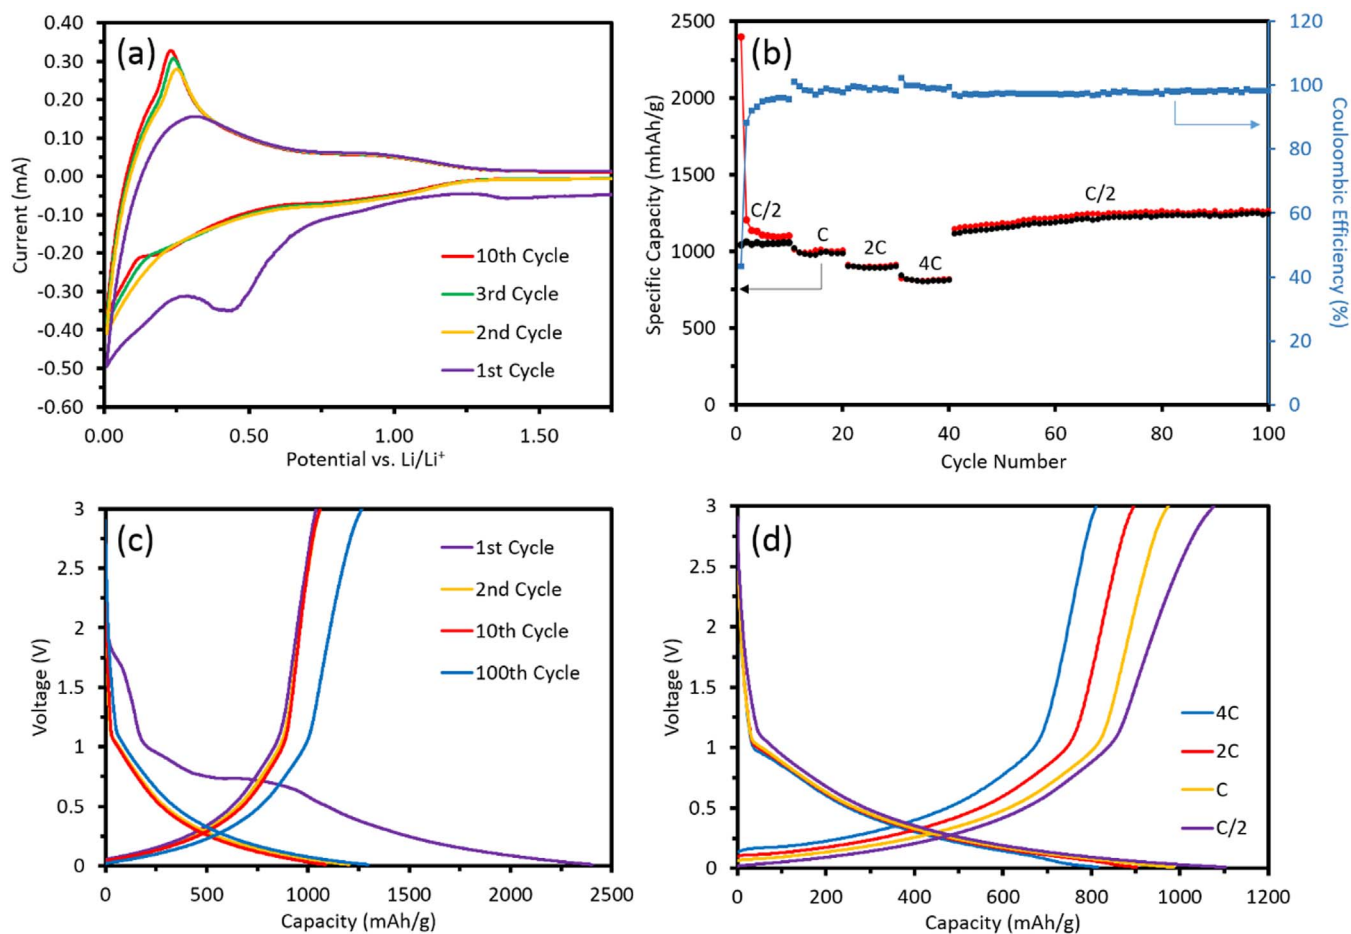 (a)
0.40
0.30
0.20
0.10
0.00
-0.10
-0.20
-0.30
-0.40
-0.50
-0.60
Current (mA)
10th Cycle
3rd Cycle
2nd Cycle
1st Cycle
0.00 0.50 1.00 1.50
Potential vs. Li/Li⁺
(b)
2500
2000
1500
1000
500
0
Specific Capacity (mhAh/g)
C/2
C
2C
4C
C/2
120
100
80
60
40
20
0
Couloombic Efficiency (%)
0 20 40 60 80 100
Cycle Number
(c)
3
2.5
2
1.5
1
0.5
0
Voltage (V)
1st Cycle
2nd Cycle
10th Cycle
100th Cycle
0 500 1000 1500 2000 2500
Capacity (mAh/g)
(d)
3
2.5
2
1.5
1
0.5
0
Voltage (V)
4C
2C
C
C/2
0 200 400 600 800 1000 1200
Capacity (mAh/g)